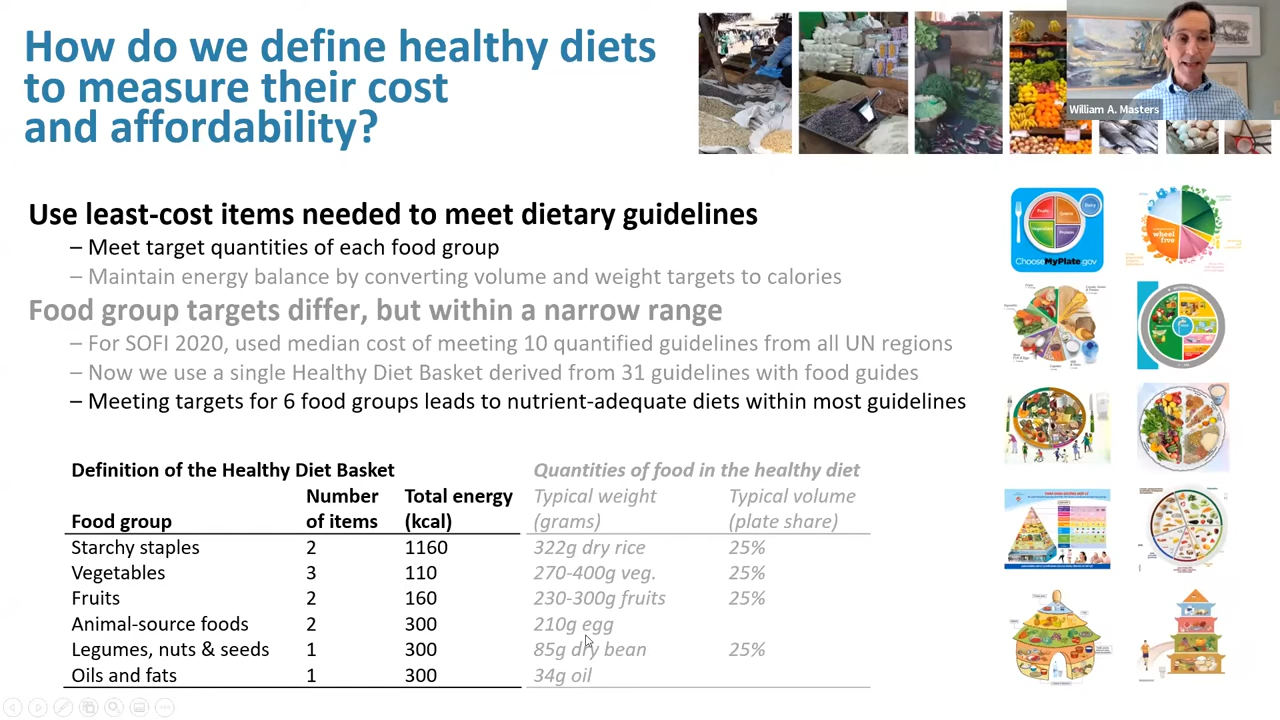 How do we define healthy diets
to measure their cost
and affordability?
William A. Masters
Use least-cost items needed to meet dietary guidelines
– Meet target quantities of each food group
– Maintain energy balance by converting volume and weight targets to calories
Food group targets differ, but within a narrow range
– For SOFI 2020, used median cost of meeting 10 quantified guidelines from all UN regions
– Now we use a single Healthy Diet Basket derived from 31 guidelines with food guides
– Meeting targets for 6 food groups leads to nutrient-adequate diets within most guidelines
Fruits
Grains
Dairy
Vegetables
Protein
ChooseMyPlate.gov
wheel
five
Definition of the Healthy Diet Basket Quantities of food in the healthy diet
Number Total energy Typical weight Typical volume
Food group of items (kcal) (grams) (plate share)
Starchy staples 2 1160 322g dry rice 25%
Vegetables 3 110 270-400g veg. 25%
Fruits 2 160 230-300g fruits 25%
Animal-source foods 2 300 210g egg
Legumes, nuts & seeds 1 300 85g dry bean 25%
Oils and fats 1 300 34g oil